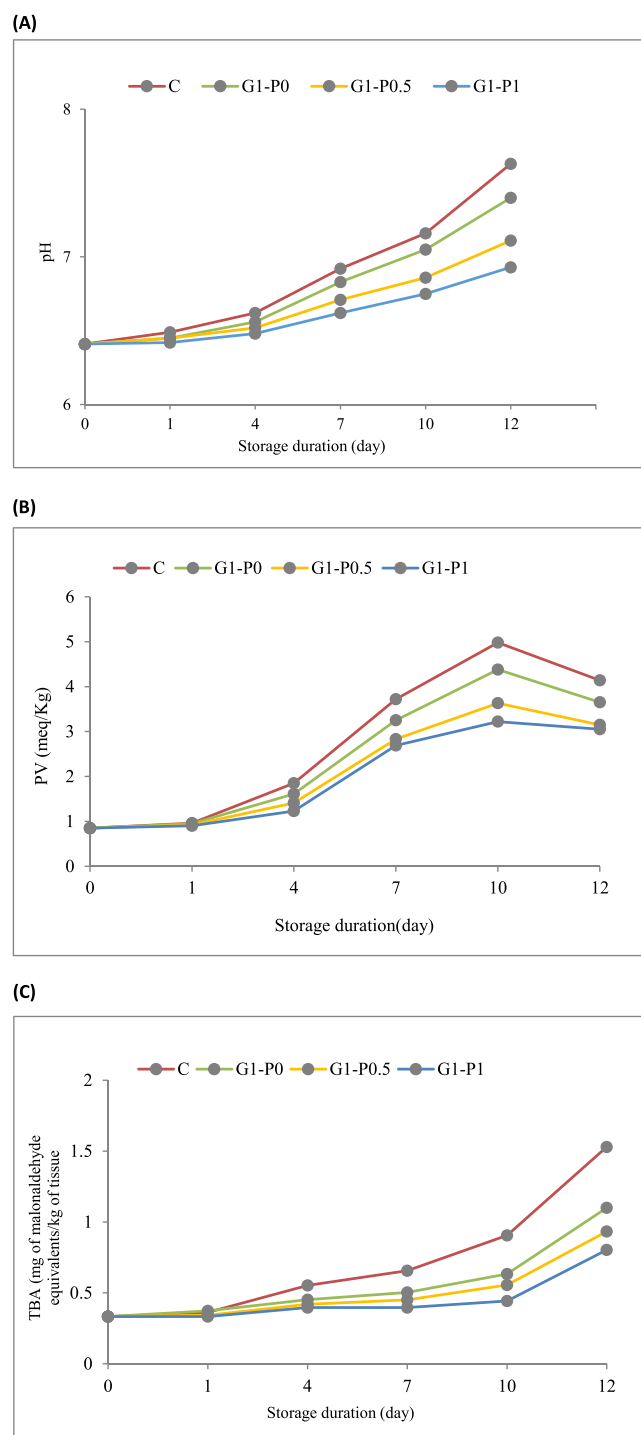 (A)
C G1-P0 G1-P0.5 G1-P1
8
7
6
pH
0 1 4 7 10 12
Storage duration (day)
(B)
C G1-P0 G1-P0.5 G1-P1
6
5
4
3
2
1
0
PV (meq/Kg)
0 1 4 7 10 12
Storage duration(day)
(C)
C G1-P0 G1-P0.5 G1-P1
2
1.5
1
0.5
0
TBA (mg of malonaldehyde
equivalents/kg of tissue
0 1 4 7 10 12
Storage duration (day)